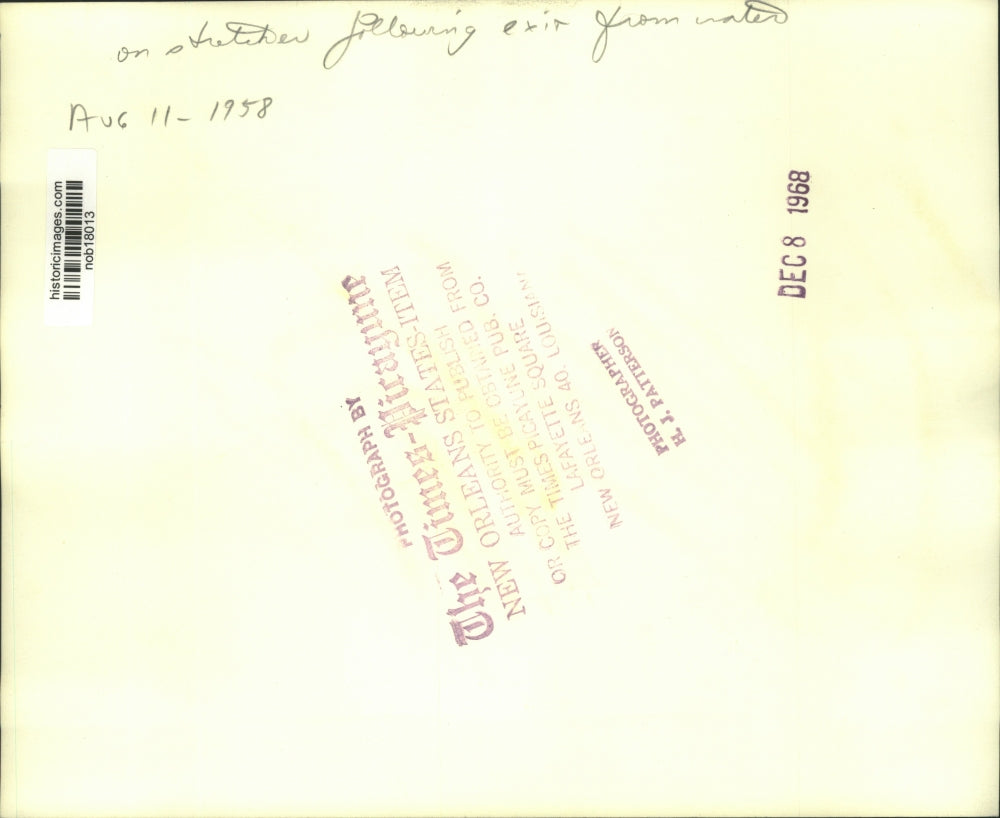 on stretcher following exit from water
AUG 11- 1958
historicimages.com
nob18013
DEC 8 1968
PHOTOGRAPH BY
The Times-Picayune
NEW ORLEANS STATES-ITEM
AUTHORITY TO PUBLISH
OR COPY MUST BE OBTAINED FROM
THE TIMES PICAYUNE PUB. CO.
LAFAYETTE SQUARE
NEW ORLEANS 40, LOUISIANA
PHOTOGRAPHER
H. J. PATTERSON